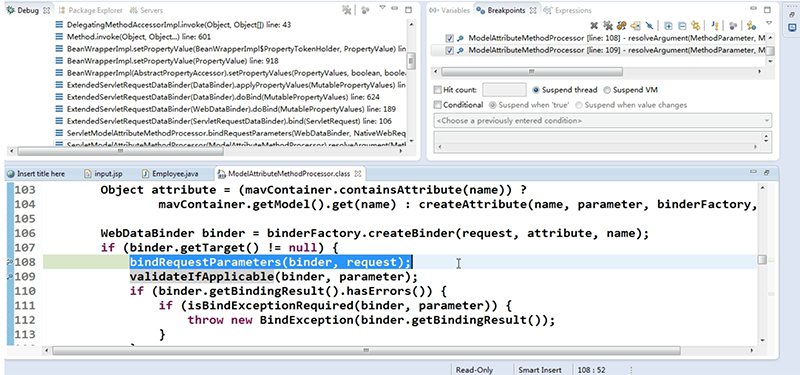 Debug Package Explorer Servers
DelegatingMethodAccessorImpl.invoke(Object, Object[]) line: 43
Method.invoke(Object, Object...) line: 601
BeanWrapperImpl.setPropertyValue(BeanWrapperImpl$PropertyTokenHolder, PropertyValue) line
BeanWrapperImpl.setPropertyValue(PropertyValue) line: 918
BeanWrapperImpl(AbstractPropertyAccessor).setPropertyValues(PropertyValues, boolean, boolean
ExtendedServletRequestDataBinder(DataBinder).applyPropertyValues(MutablePropertyValues) l
ExtendedServletRequestDataBinder(DataBinder).doBind(MutablePropertyValues) line: 624
ExtendedServletRequestDataBinder(WebDataBinder).doBind(MutablePropertyValues) line: 189
ExtendedServletRequestDataBinder(ServletRequestDataBinder).bind(ServletRequest) line: 106
ServletModelAttributeMethodProcessor.bindRequestParameters(WebDataBinder, NativeWebReq
ServletModelAttributeMethodProcessor(ModelAttributeMethodProcessor).resolveArgument(Meth
Variables Breakpoints Expressions
ModelAttributeMethodProcessor [line: 108] - resolveArgument(MethodParameter, M
ModelAttributeMethodProcessor [line: 109] - resolveArgument(MethodParameter, M
Hit count: Suspend thread Suspend VM
Conditional Suspend when 'true' Suspend when value changes
<Choose a previously entered condition>
Insert title here input.jsp Employee.java ModelAttributeMethodProcessor.class
103 Object attribute = (mavContainer.containsAttribute(name)) ?
104 mavContainer.getModel().get(name) : createAttribute(name, parameter, binderFactory,
105
106 WebDataBinder binder = binderFactory.createBinder(request, attribute, name);
107 if (binder.getTarget() != null) {
108 bindRequestParameters(binder, request);
109 validateIfApplicable(binder, parameter);
110 if (binder.getBindingResult().hasErrors()) {
111 if (isBindExceptionRequired(binder, parameter)) {
112 throw new BindException(binder.getBindingResult());
113 }
Read-Only Smart Insert 108 : 52